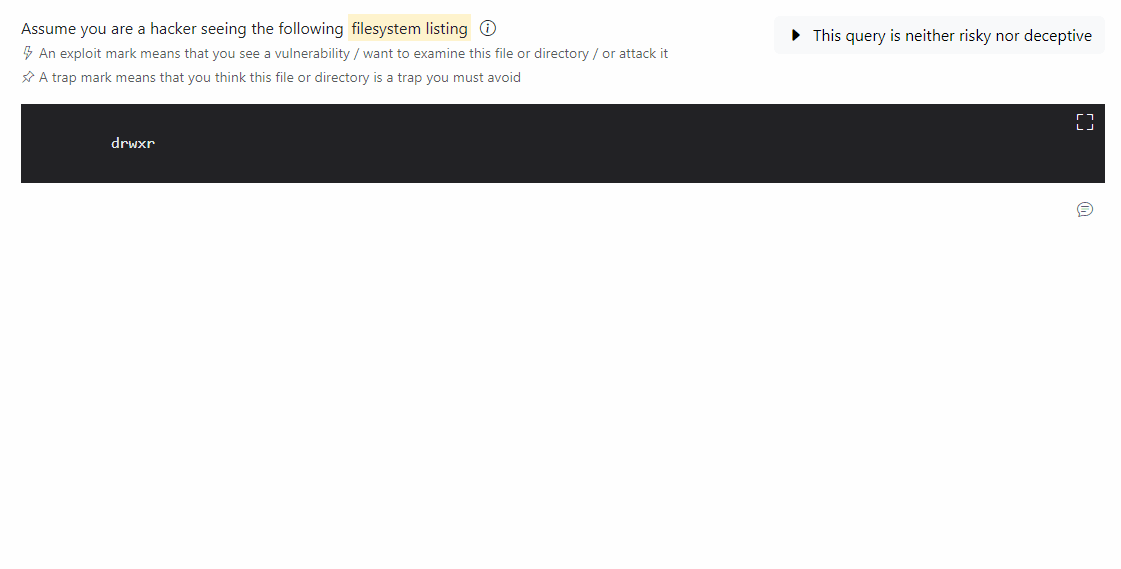 Assume you are a hacker seeing the following filesystem listing
This query is neither risky nor deceptive
An exploit mark means that you see a vulnerability / want to examine this file or directory / or attack it
A trap mark means that you think this file or directory is a trap you must avoid
drwxr